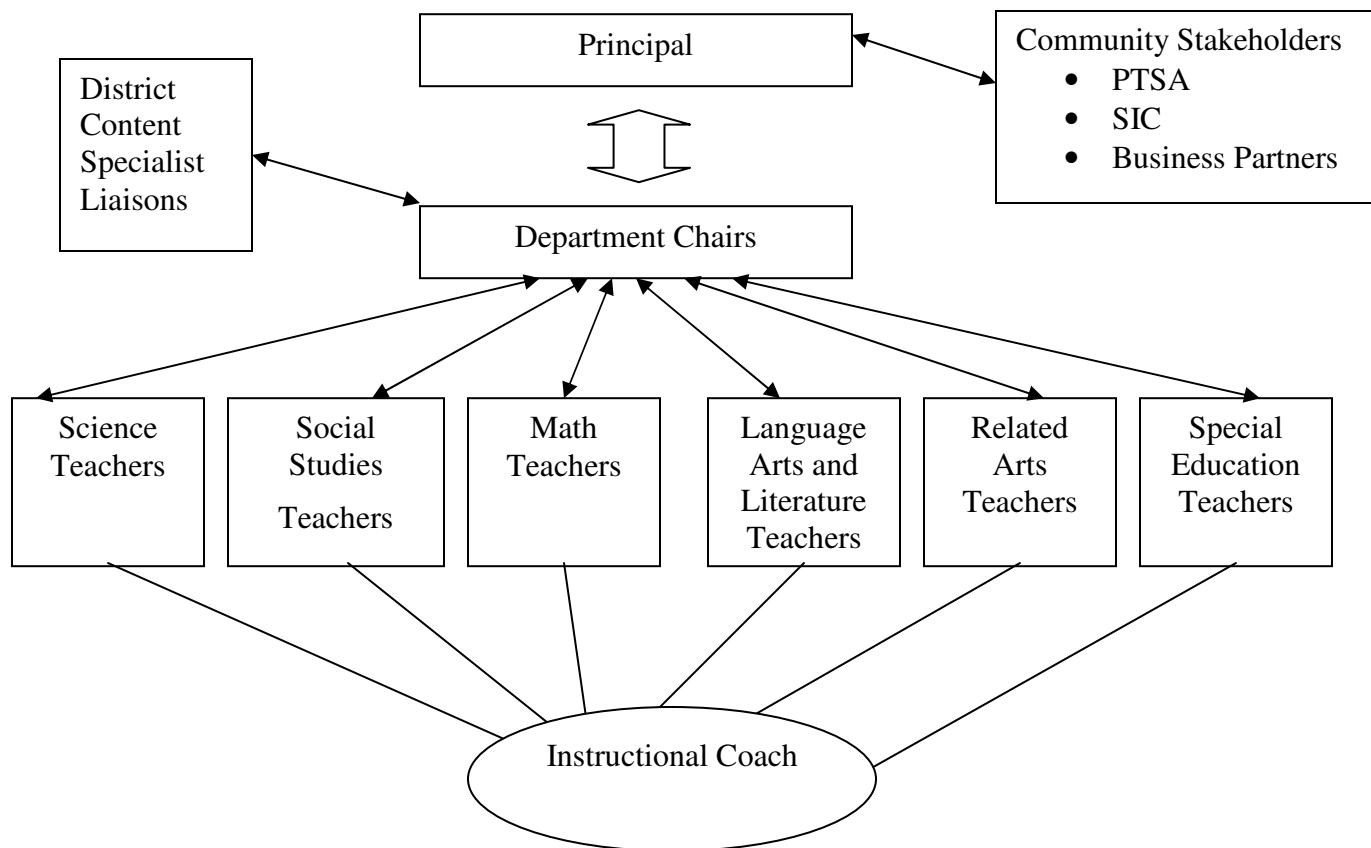 Principal
Community Stakeholders
• PTSA
• SIC
• Business Partners
District
Content
Specialist
Liaisons
Department Chairs
Science
Teachers
Social
Studies
Teachers
Math
Teachers
Language
Arts and
Literature
Teachers
Related
Arts
Teachers
Special
Education
Teachers
Instructional Coach